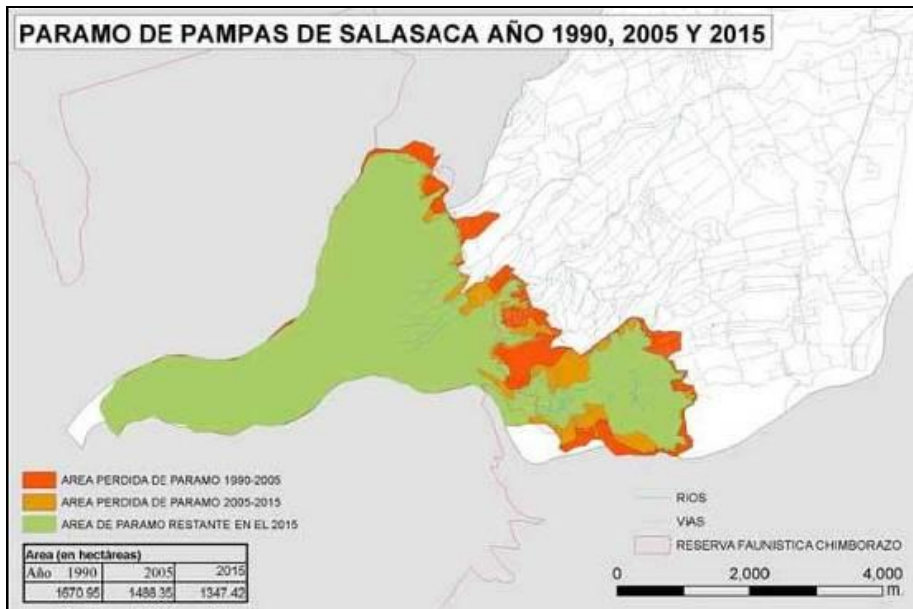 PARAMO DE PAMPAS DE SALASACA AÑO 1990, 2005 Y 2015
AREA PERDIDA DE PARAMO 1990-2005
AREA PERDIDA DE PARAMO 2005-2015
AREA DE PARAMO RESTANTE EN EL 2015
Area (en hectáreas)
Año 1990 2005 2015
1670.95 1488.35 1347.42
RIOS
VIAS
RESERVA FAUNISTICA CHIMBORAZO
0 2,000 4,000
m